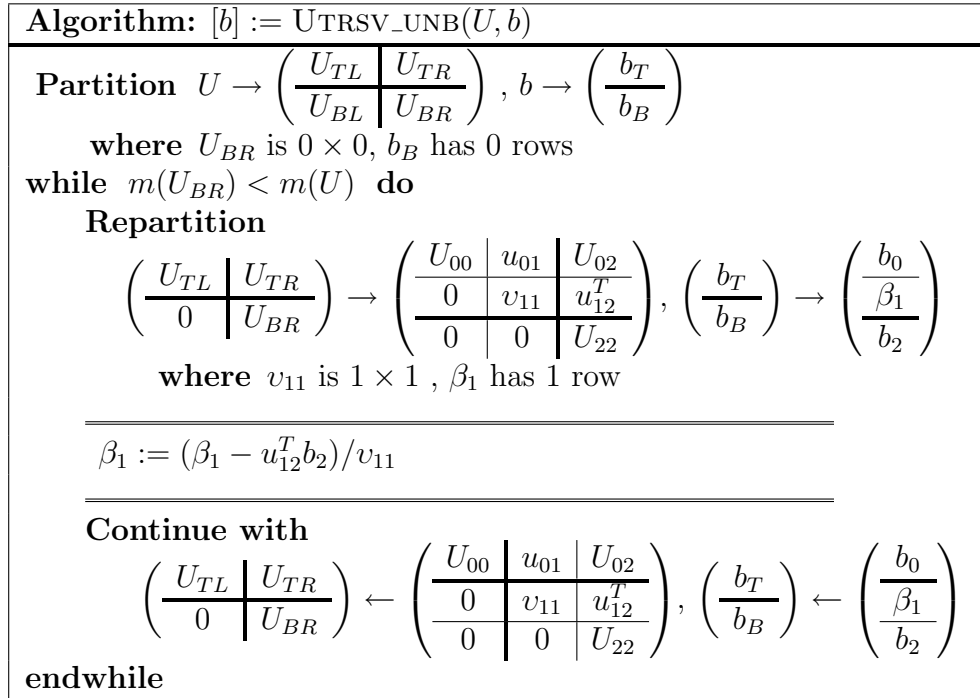 Algorithm: [b] := UTRSV_UNB(U, b)
Partition U → ( U_TL | U_TR / U_BL | U_BR ) , b → ( b_T / b_B )
where U_BR is 0 × 0, b_B has 0 rows
while m(U_BR) < m(U) do
Repartition
( U_TL | U_TR / 0 | U_BR ) → ( U_00 | u_01 | U_02 / 0 | υ_11 | u_12^T / 0 | 0 | U_22 ), ( b_T / b_B ) → ( b_0 / β_1 / b_2 )
where υ_11 is 1 × 1 , β_1 has 1 row
β_1 := (β_1 − u_12^T b_2)/υ_11
Continue with
( U_TL | U_TR / 0 | U_BR ) ← ( U_00 | u_01 | U_02 / 0 | υ_11 | u_12^T / 0 | 0 | U_22 ), ( b_T / b_B ) ← ( b_0 / β_1 / b_2 )
endwhile